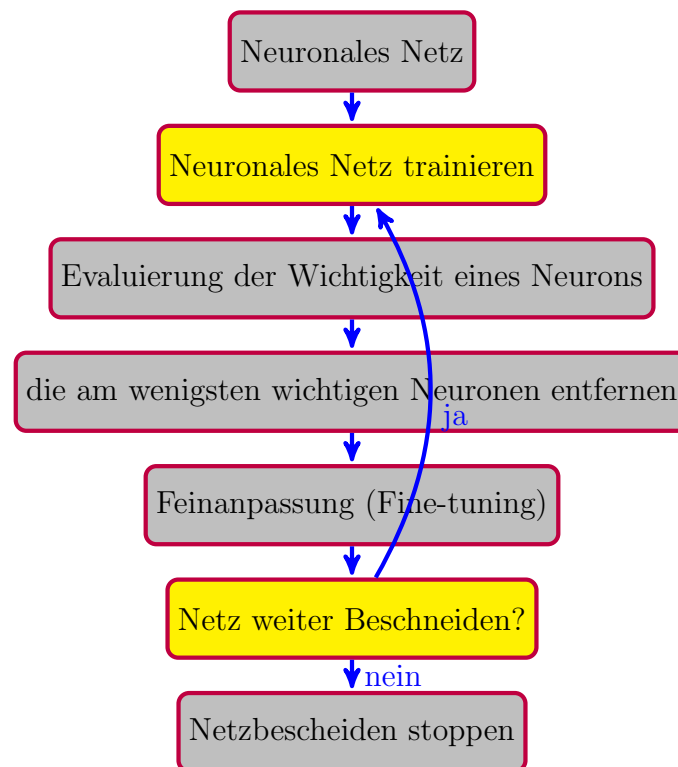 Neuronales Netz
Neuronales Netz trainieren
Evaluierung der Wichtigkeit eines Neurons
die am wenigsten wichtigen Neuronen entfernen
ja
Feinanpassung (Fine-tuning)
Netz weiter Beschneiden?
nein
Netzbescheiden stoppen